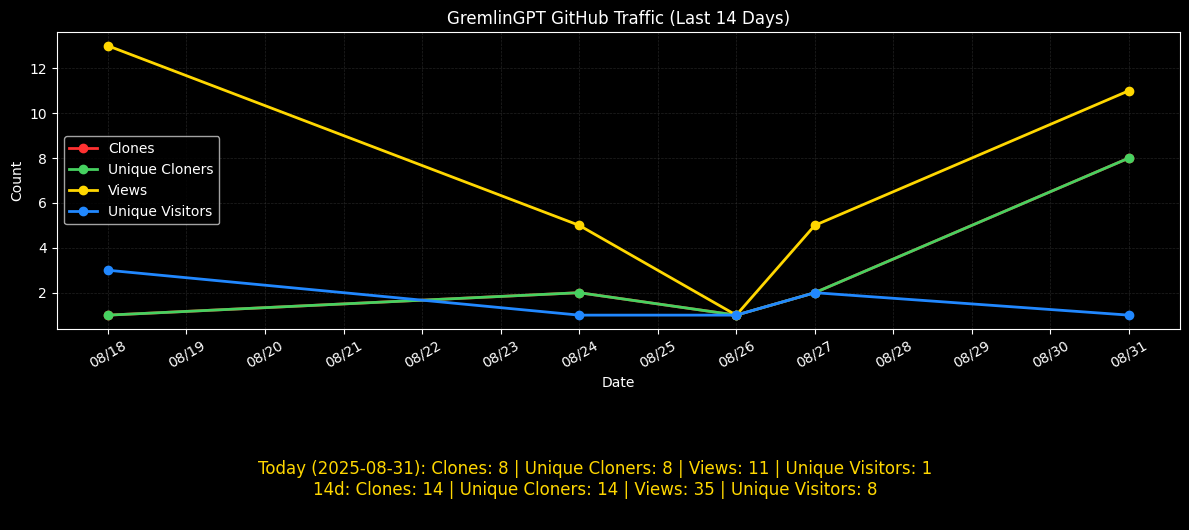 GremlinGPT GitHub Traffic (Last 14 Days)
Count
12
10
8
6
4
2
Clones
Unique Cloners
Views
Unique Visitors
08/18 08/19 08/20 08/21 08/22 08/23 08/24 08/25 08/26 08/27 08/28 08/29 08/30 08/31
Date
Today (2025-08-31): Clones: 8 | Unique Cloners: 8 | Views: 11 | Unique Visitors: 1
14d: Clones: 14 | Unique Cloners: 14 | Views: 35 | Unique Visitors: 8